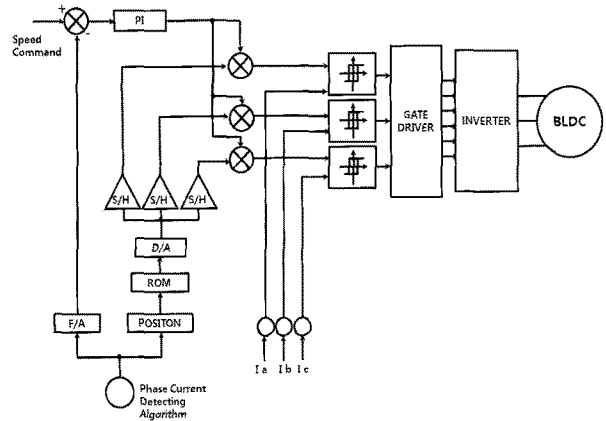 +
-
PI
Speed
Command
GATE
DRIVER
INVERTER
BLDC
S/H
S/H
S/H
D/A
ROM
F/A
POSITON
Ia
Ib
Ic
Phase Current
Detecting
Algorithm